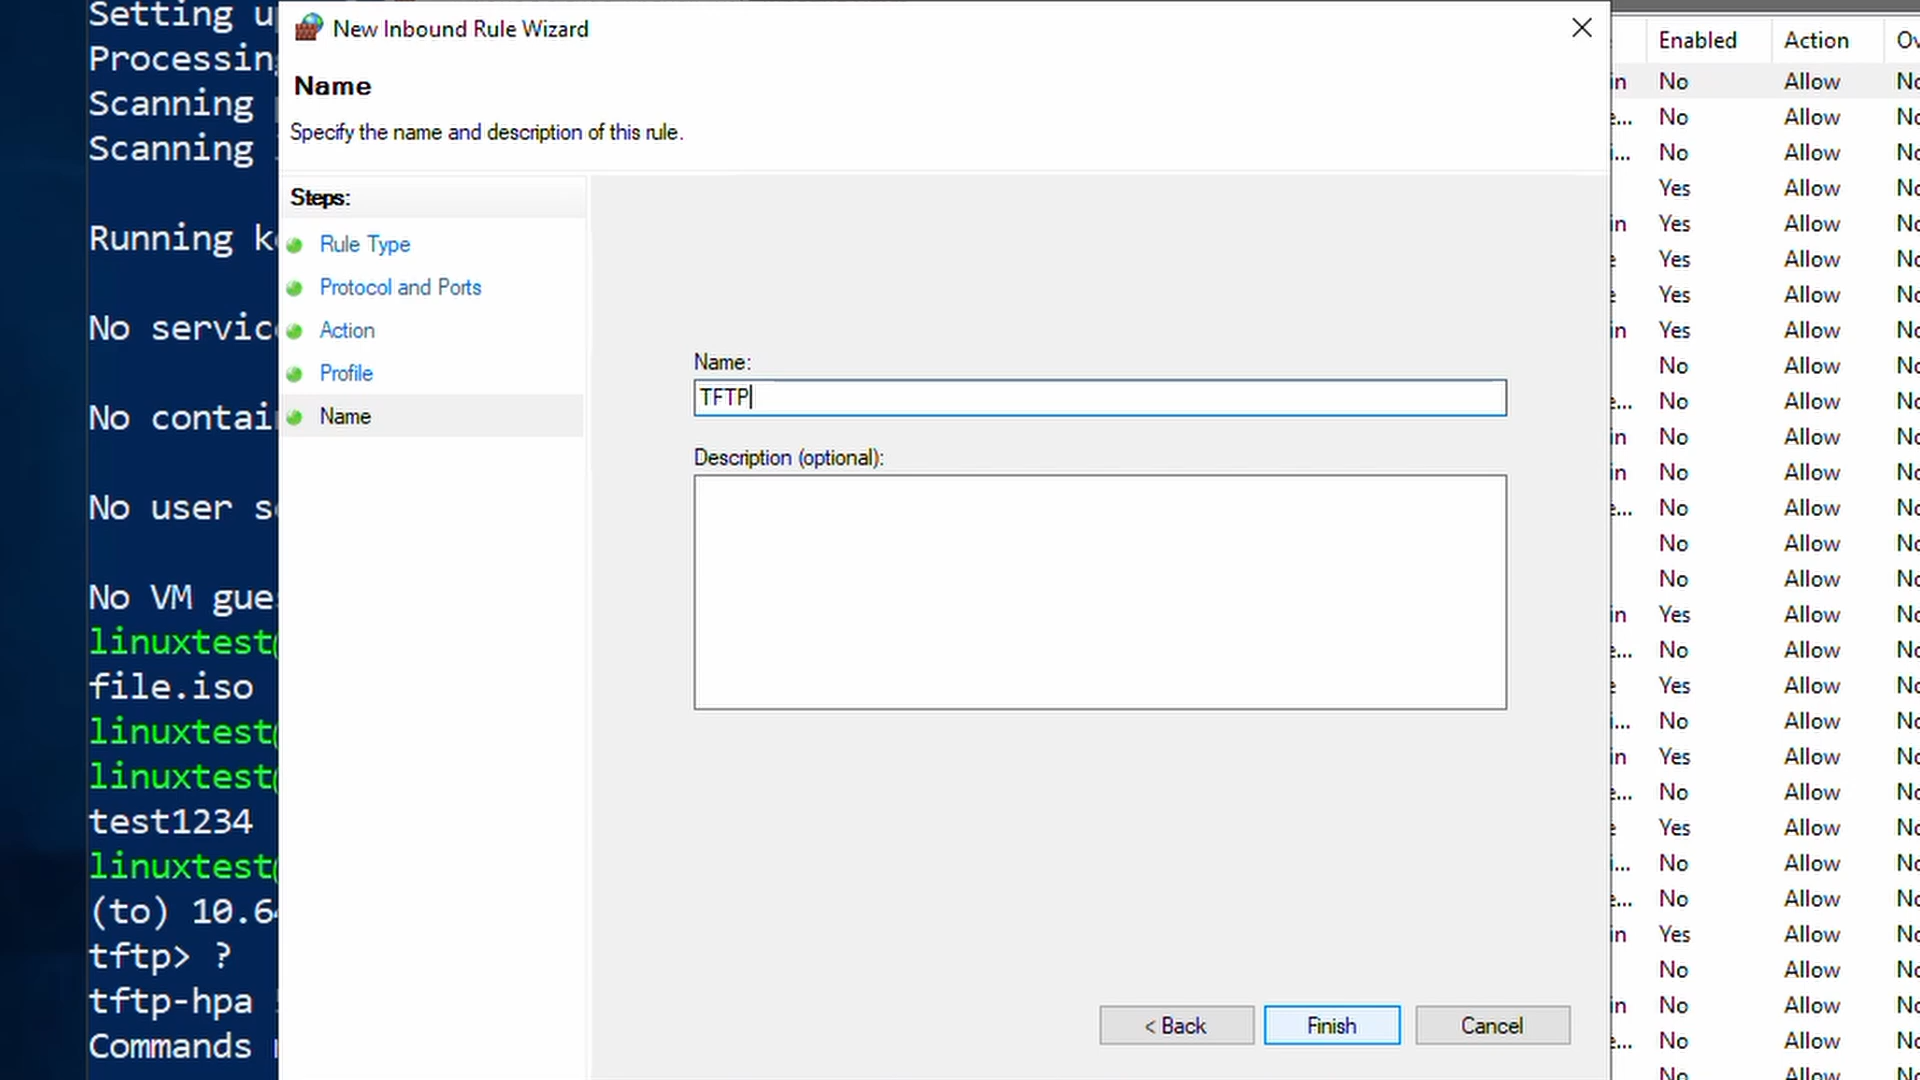 Setting
Processing
Scanning
Scanning
Running
No
No
No user
No VM
linuxtest@
file.iso
linuxtest@
linuxtest@
test1234
linuxtest@
(to)
tftp> ?
tftp-hpa
Commands
New Inbound Rule Wizard
Name
Specify the name and description of this rule.
Steps:
Rule Type
Protocol and Ports
Action
Profile
Name
Name:
TFTP
Description (optional):
< Back
Finish
Cancel
Enabled Action
No Allow
No Allow
No Allow
Yes Allow
Yes Allow
Yes Allow
Yes Allow
Yes Allow
No Allow
No Allow
No Allow
No Allow
No Allow
No Allow
No Allow
Yes Allow
No Allow
Yes Allow
No Allow
Yes Allow
No Allow
Yes Allow
No Allow
No Allow
Yes Allow
No Allow
No Allow
No Allow
No Allow